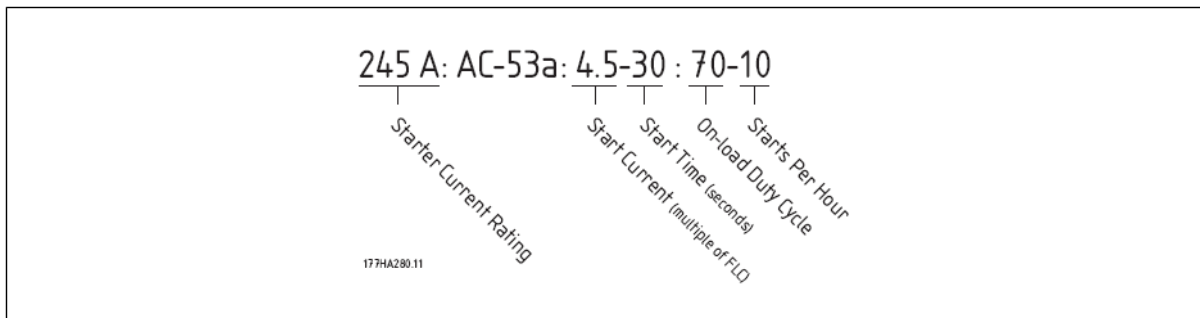 245 A: AC-53a: 4.5-30 : 70-10
Starter Current Rating
Start Current (multiple of FLC)
Start Time (seconds)
On-load Duty Cycle
Starts Per Hour
177HA280.11